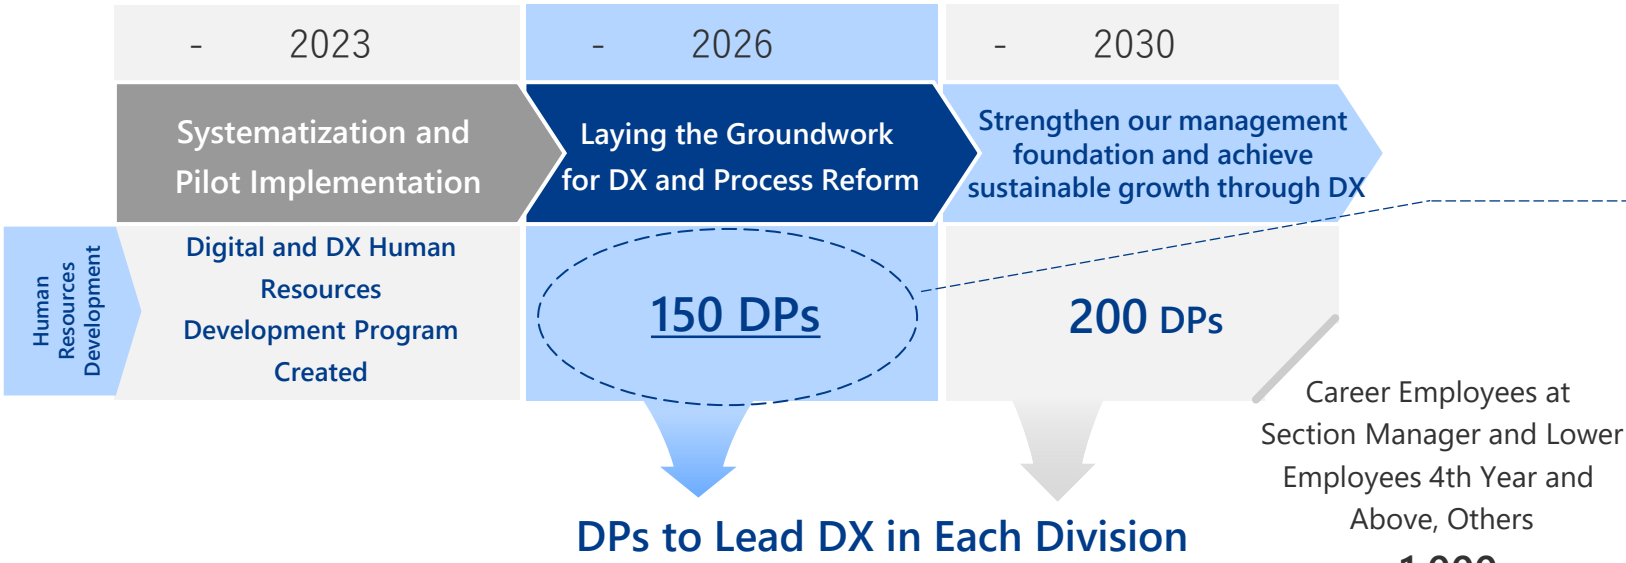 - 2023
- 2026
- 2030
Systematization and
Pilot Implementation
Laying the Groundwork
for DX and Process Reform
Strengthen our management
foundation and achieve
sustainable growth through DX
Human
Resources
Development
Digital and DX Human
Resources
Development Program
Created
150 DPs
200 DPs
Career Employees at
Section Manager and Lower
Employees 4th Year and
Above, Others
DPs to Lead DX in Each Division